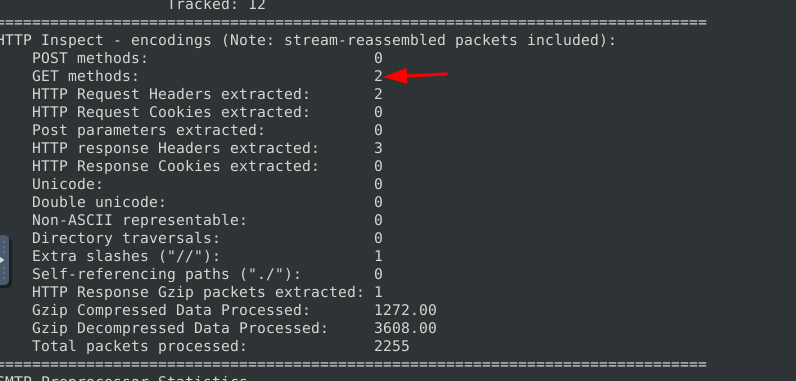 Tracked: 12
================================================================================
HTTP Inspect - encodings (Note: stream-reassembled packets included):
POST methods: 0
GET methods: 2
HTTP Request Headers extracted: 2
HTTP Request Cookies extracted: 0
Post parameters extracted: 0
HTTP response Headers extracted: 3
HTTP Response Cookies extracted: 0
Unicode: 0
Double unicode: 0
Non-ASCII representable: 0
Directory traversals: 0
Extra slashes ("//"): 1
Self-referencing paths ("./"): 0
HTTP Response Gzip packets extracted: 1
Gzip Compressed Data Processed: 1272.00
Gzip Decompressed Data Processed: 3608.00
Total packets processed: 2255
================================================================================
SMTP Preprocessor Statistics